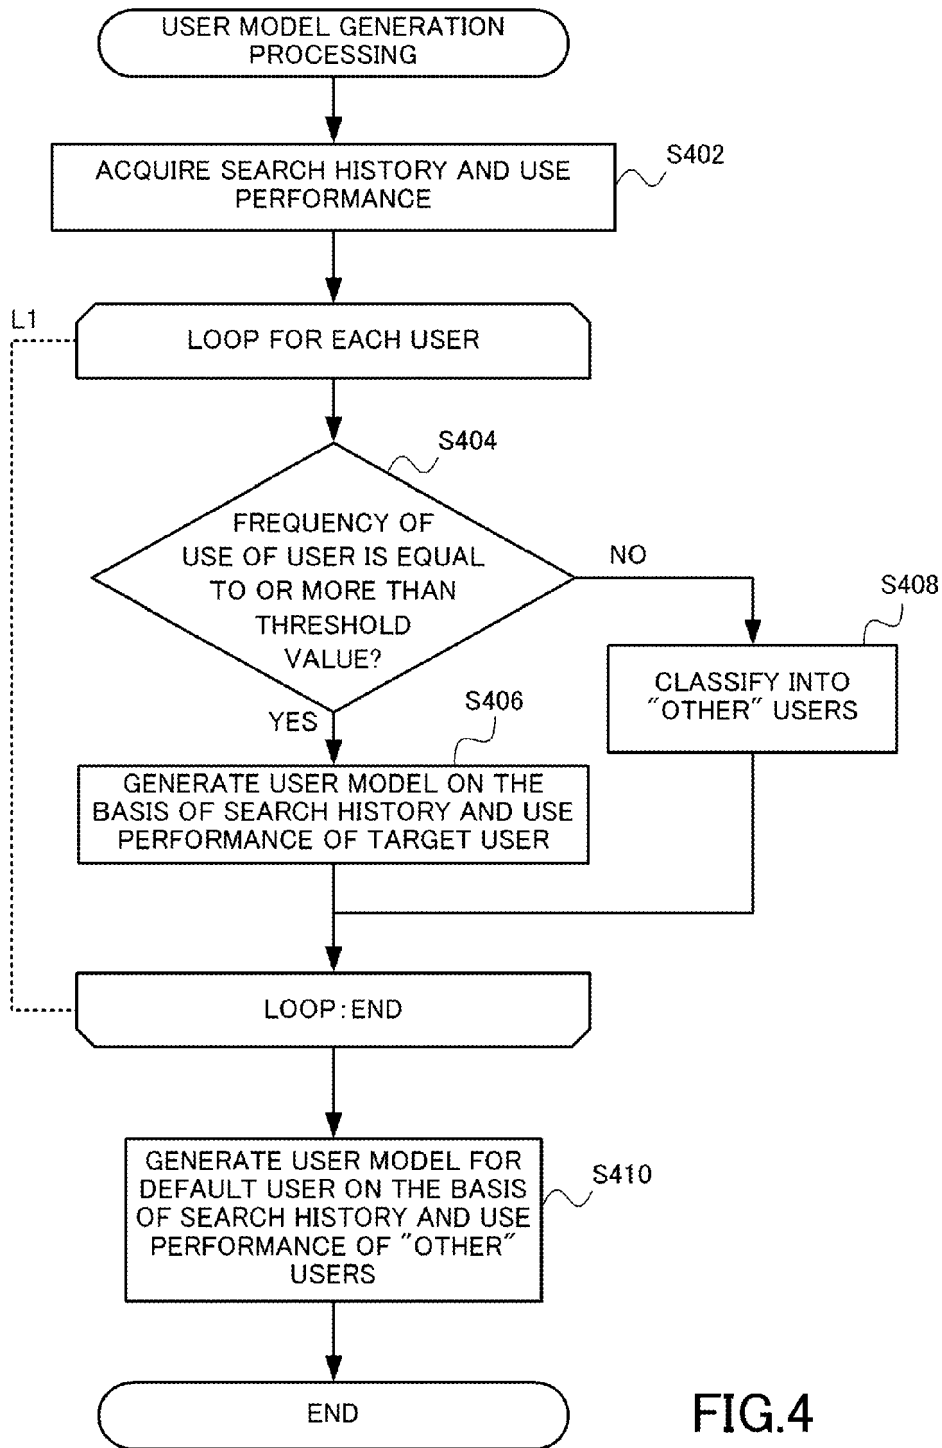 USER MODEL GENERATION
PROCESSING
S402
ACQUIRE SEARCH HISTORY AND USE
PERFORMANCE
L1
LOOP FOR EACH USER
S404
FREQUENCY OF
USE OF USER IS EQUAL
TO OR MORE THAN
THRESHOLD
VALUE?
NO
S408
CLASSIFY INTO
"OTHER" USERS
YES
S406
GENERATE USER MODEL ON THE
BASIS OF SEARCH HISTORY AND USE
PERFORMANCE OF TARGET USER
LOOP:END
GENERATE USER MODEL FOR
DEFAULT USER ON THE BASIS
OF SEARCH HISTORY AND USE
PERFORMANCE OF "OTHER"
USERS
S410
END
FIG.4